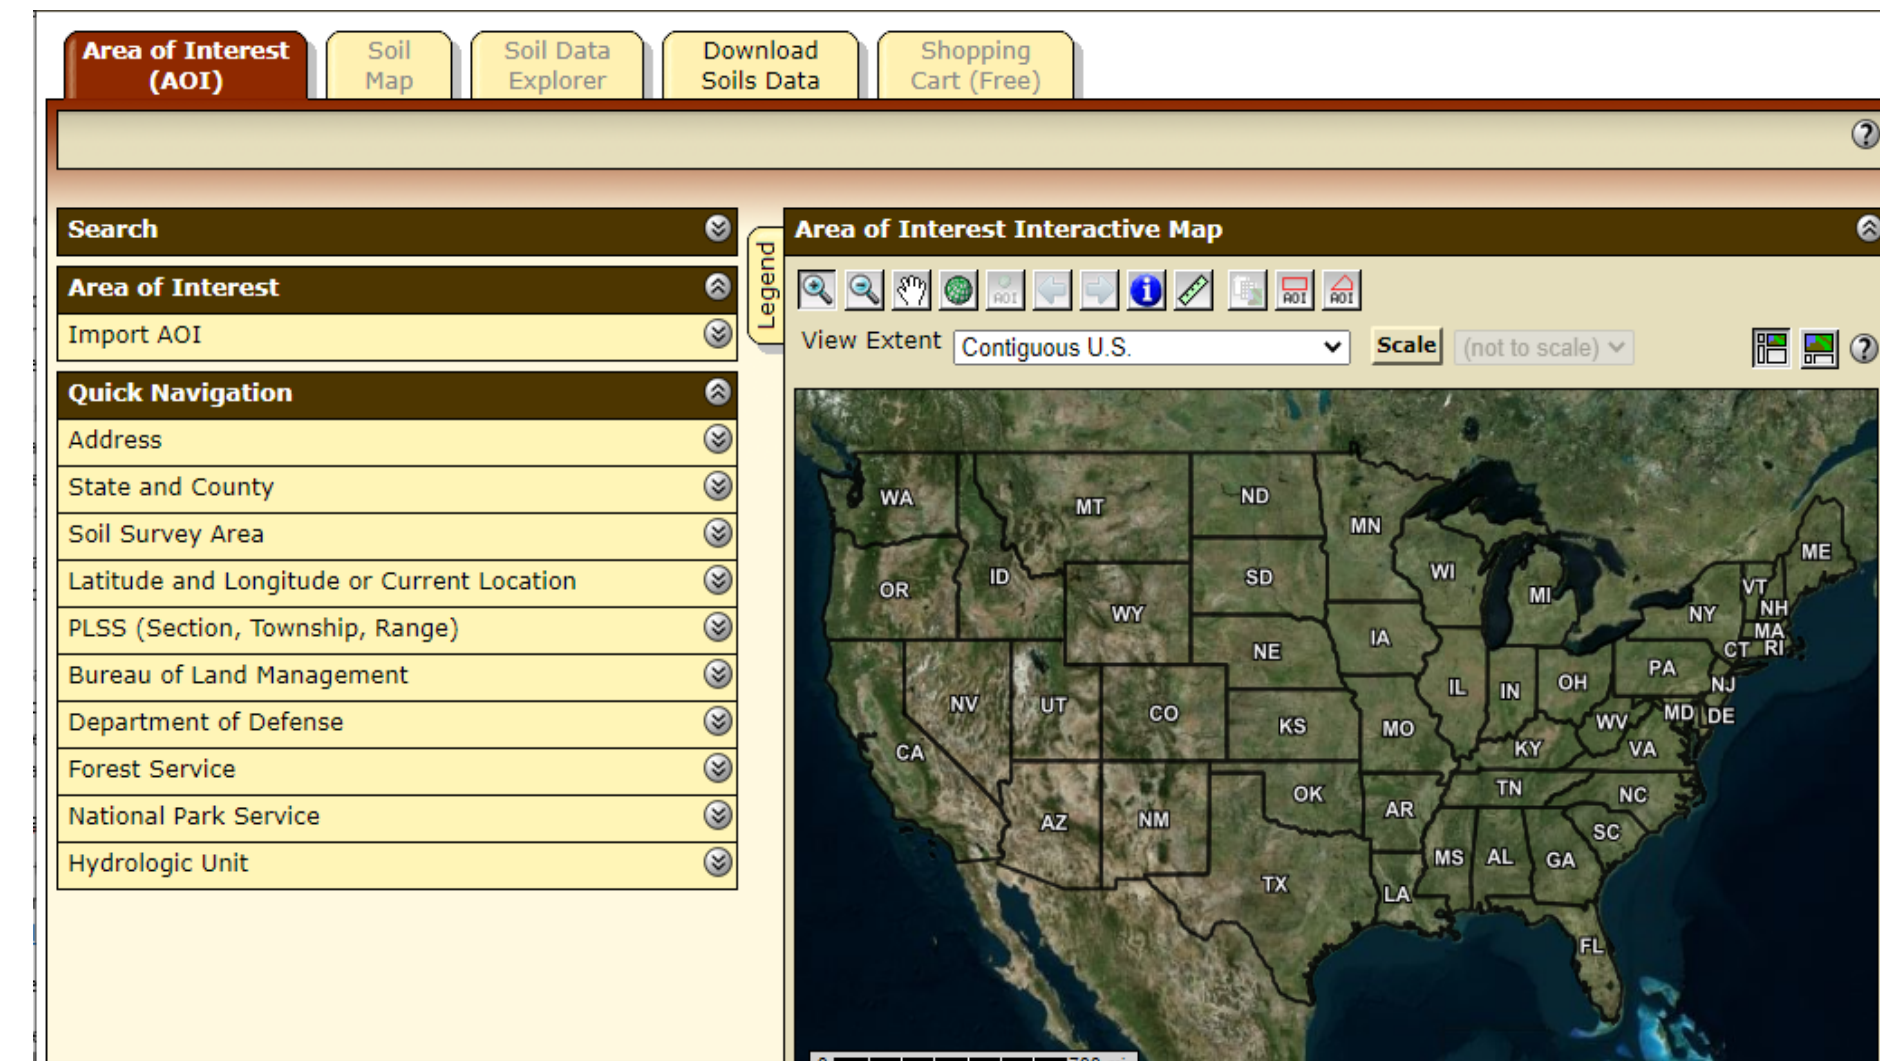 Area of Interest
(AOI)
Soil
Map
Soil Data
Explorer
Download
Soils Data
Shopping
Cart (Free)
?
Search
Area of Interest
Import AOI
Quick Navigation
Address
State and County
Soil Survey Area
Latitude and Longitude or Current Location
PLSS (Section, Township, Range)
Bureau of Land Management
Department of Defense
Forest Service
National Park Service
Hydrologic Unit
Legend
Area of Interest Interactive Map
AOI i AOI AOI
View Extent Contiguous U.S. Scale (not to scale) ?
WA MT ND MN
OR ID WY SD WI MI NY VT NH ME
MA
CT RI
NE IA PA NJ
NV UT CO KS MO IL IN OH WV MD DE
CA KY VA
AZ NM OK AR TN NC
SC
TX LA MS AL GA
FL
0